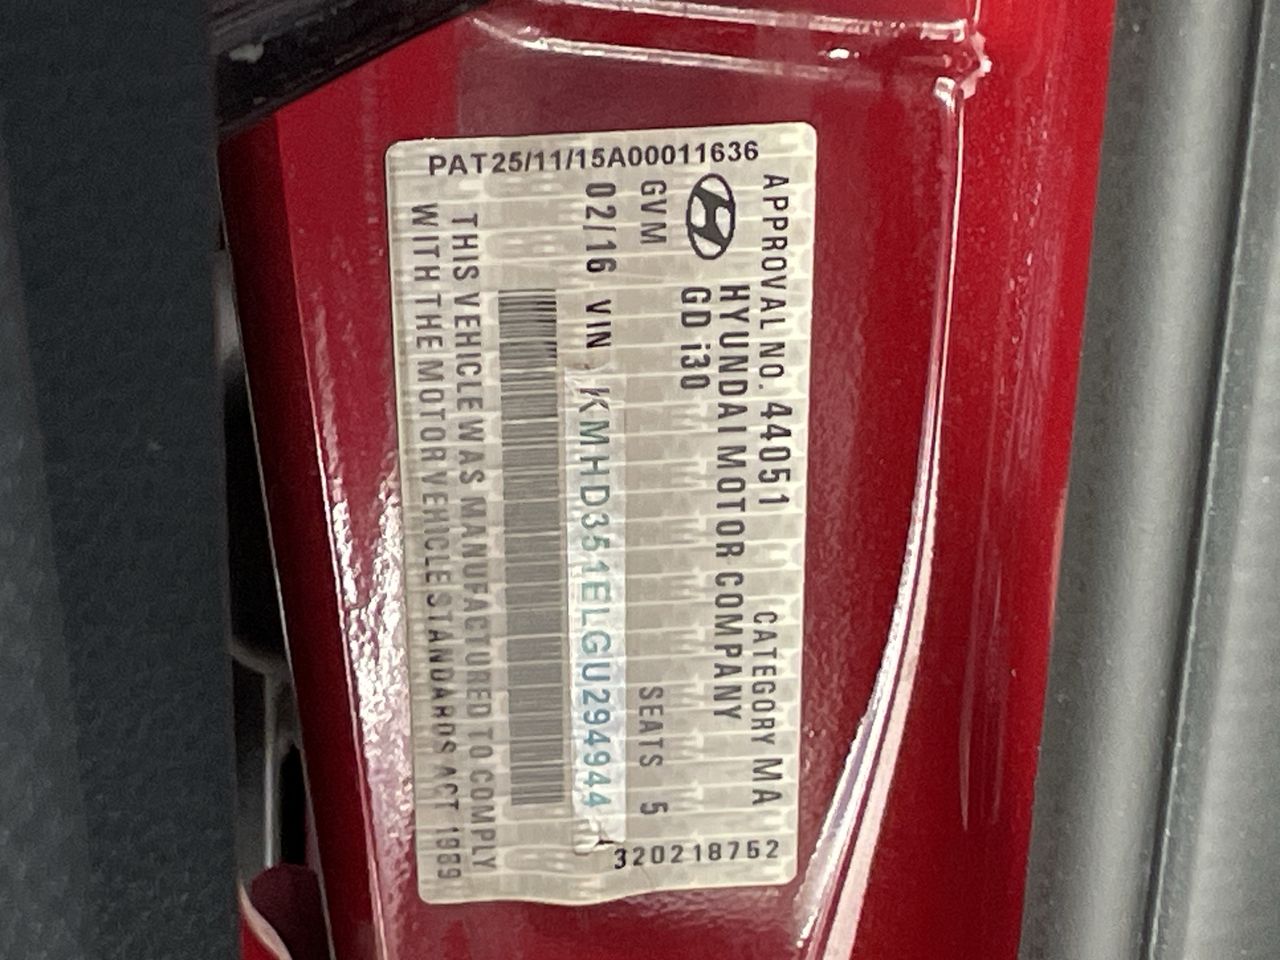 APPROVAL NO. 44051 CATEGORY MA
HYUNDAI MOTOR COMPANY
GD i30
GVM SEATS 5
02/16 VIN KMHD351ELGU294944
THIS VEHICLE WAS MANUFACTURED TO COMPLY
WITH THE MOTOR VEHICLE STANDARDS ACT 1989
PAT25/11/15A00011636
320218752